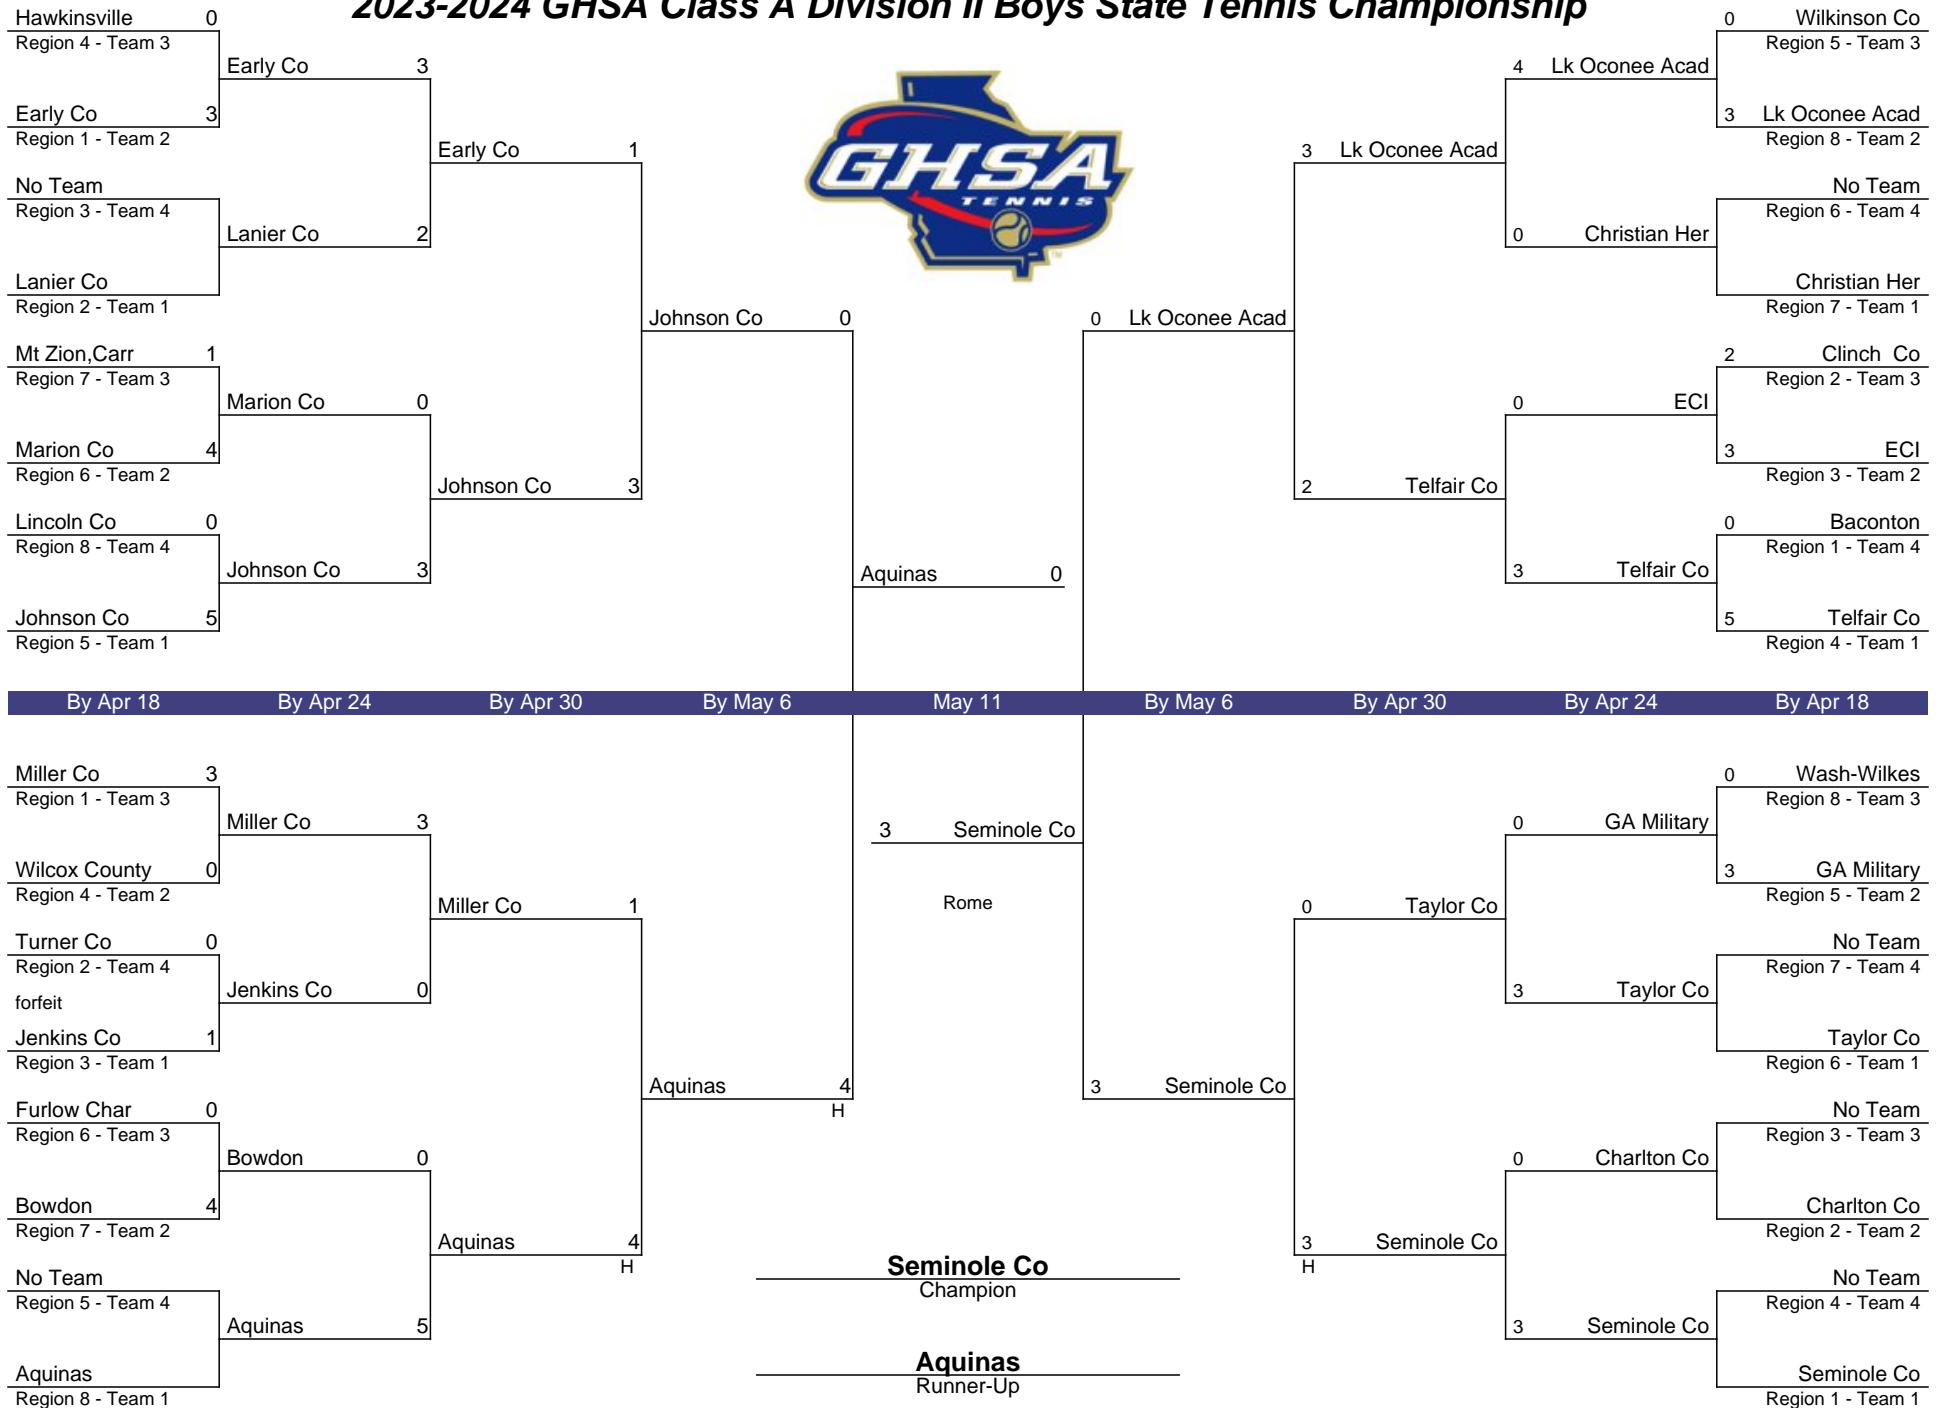 2023-2024 GHSA Class A Division II Boys State Tennis Championship
GHSA
TENNIS
TM
Hawkinsville 0
Region 4 - Team 3
Early Co 3
Region 1 - Team 2
No Team
Region 3 - Team 4
Lanier Co
Region 2 - Team 1
Mt Zion,Carr 1
Region 7 - Team 3
Marion Co 4
Region 6 - Team 2
Lincoln Co 0
Region 8 - Team 4
Johnson Co 5
Region 5 - Team 1
Early Co 3
Lanier Co 2
Marion Co 0
Johnson Co 3
Early Co 1
Johnson Co 3
Johnson Co 0
Aquinas 0
0 Lk Oconee Acad
3 Lk Oconee Acad
2 Telfair Co
4 Lk Oconee Acad
0 Christian Her
0 ECI
3 Telfair Co
0 Wilkinson Co
Region 5 - Team 3
3 Lk Oconee Acad
Region 8 - Team 2
No Team
Region 6 - Team 4
Christian Her
Region 7 - Team 1
2 Clinch  Co
Region 2 - Team 3
3 ECI
Region 3 - Team 2
0 Baconton
Region 1 - Team 4
5 Telfair Co
Region 4 - Team 1
By Apr 18 By Apr 24 By Apr 30 By May 6 May 11 By May 6 By Apr 30 By Apr 24 By Apr 18
Miller Co 3
Region 1 - Team 3
Wilcox County 0
Region 4 - Team 2
Turner Co 0
Region 2 - Team 4
forfeit
Jenkins Co 1
Region 3 - Team 1
Furlow Char 0
Region 6 - Team 3
Bowdon 4
Region 7 - Team 2
No Team
Region 5 - Team 4
Aquinas
Region 8 - Team 1
Miller Co 3
Jenkins Co 0
Bowdon 0
Aquinas 5
Miller Co 1
Aquinas 4
H
Aquinas 4
H
3 Seminole Co
Rome
Seminole Co
Champion
Aquinas
Runner-Up
3 Seminole Co
0 Taylor Co
3 Seminole Co
H
0 GA Military
3 Taylor Co
0 Charlton Co
3 Seminole Co
0 Wash-Wilkes
Region 8 - Team 3
3 GA Military
Region 5 - Team 2
No Team
Region 7 - Team 4
Taylor Co
Region 6 - Team 1
No Team
Region 3 - Team 3
Charlton Co
Region 2 - Team 2
No Team
Region 4 - Team 4
Seminole Co
Region 1 - Team 1